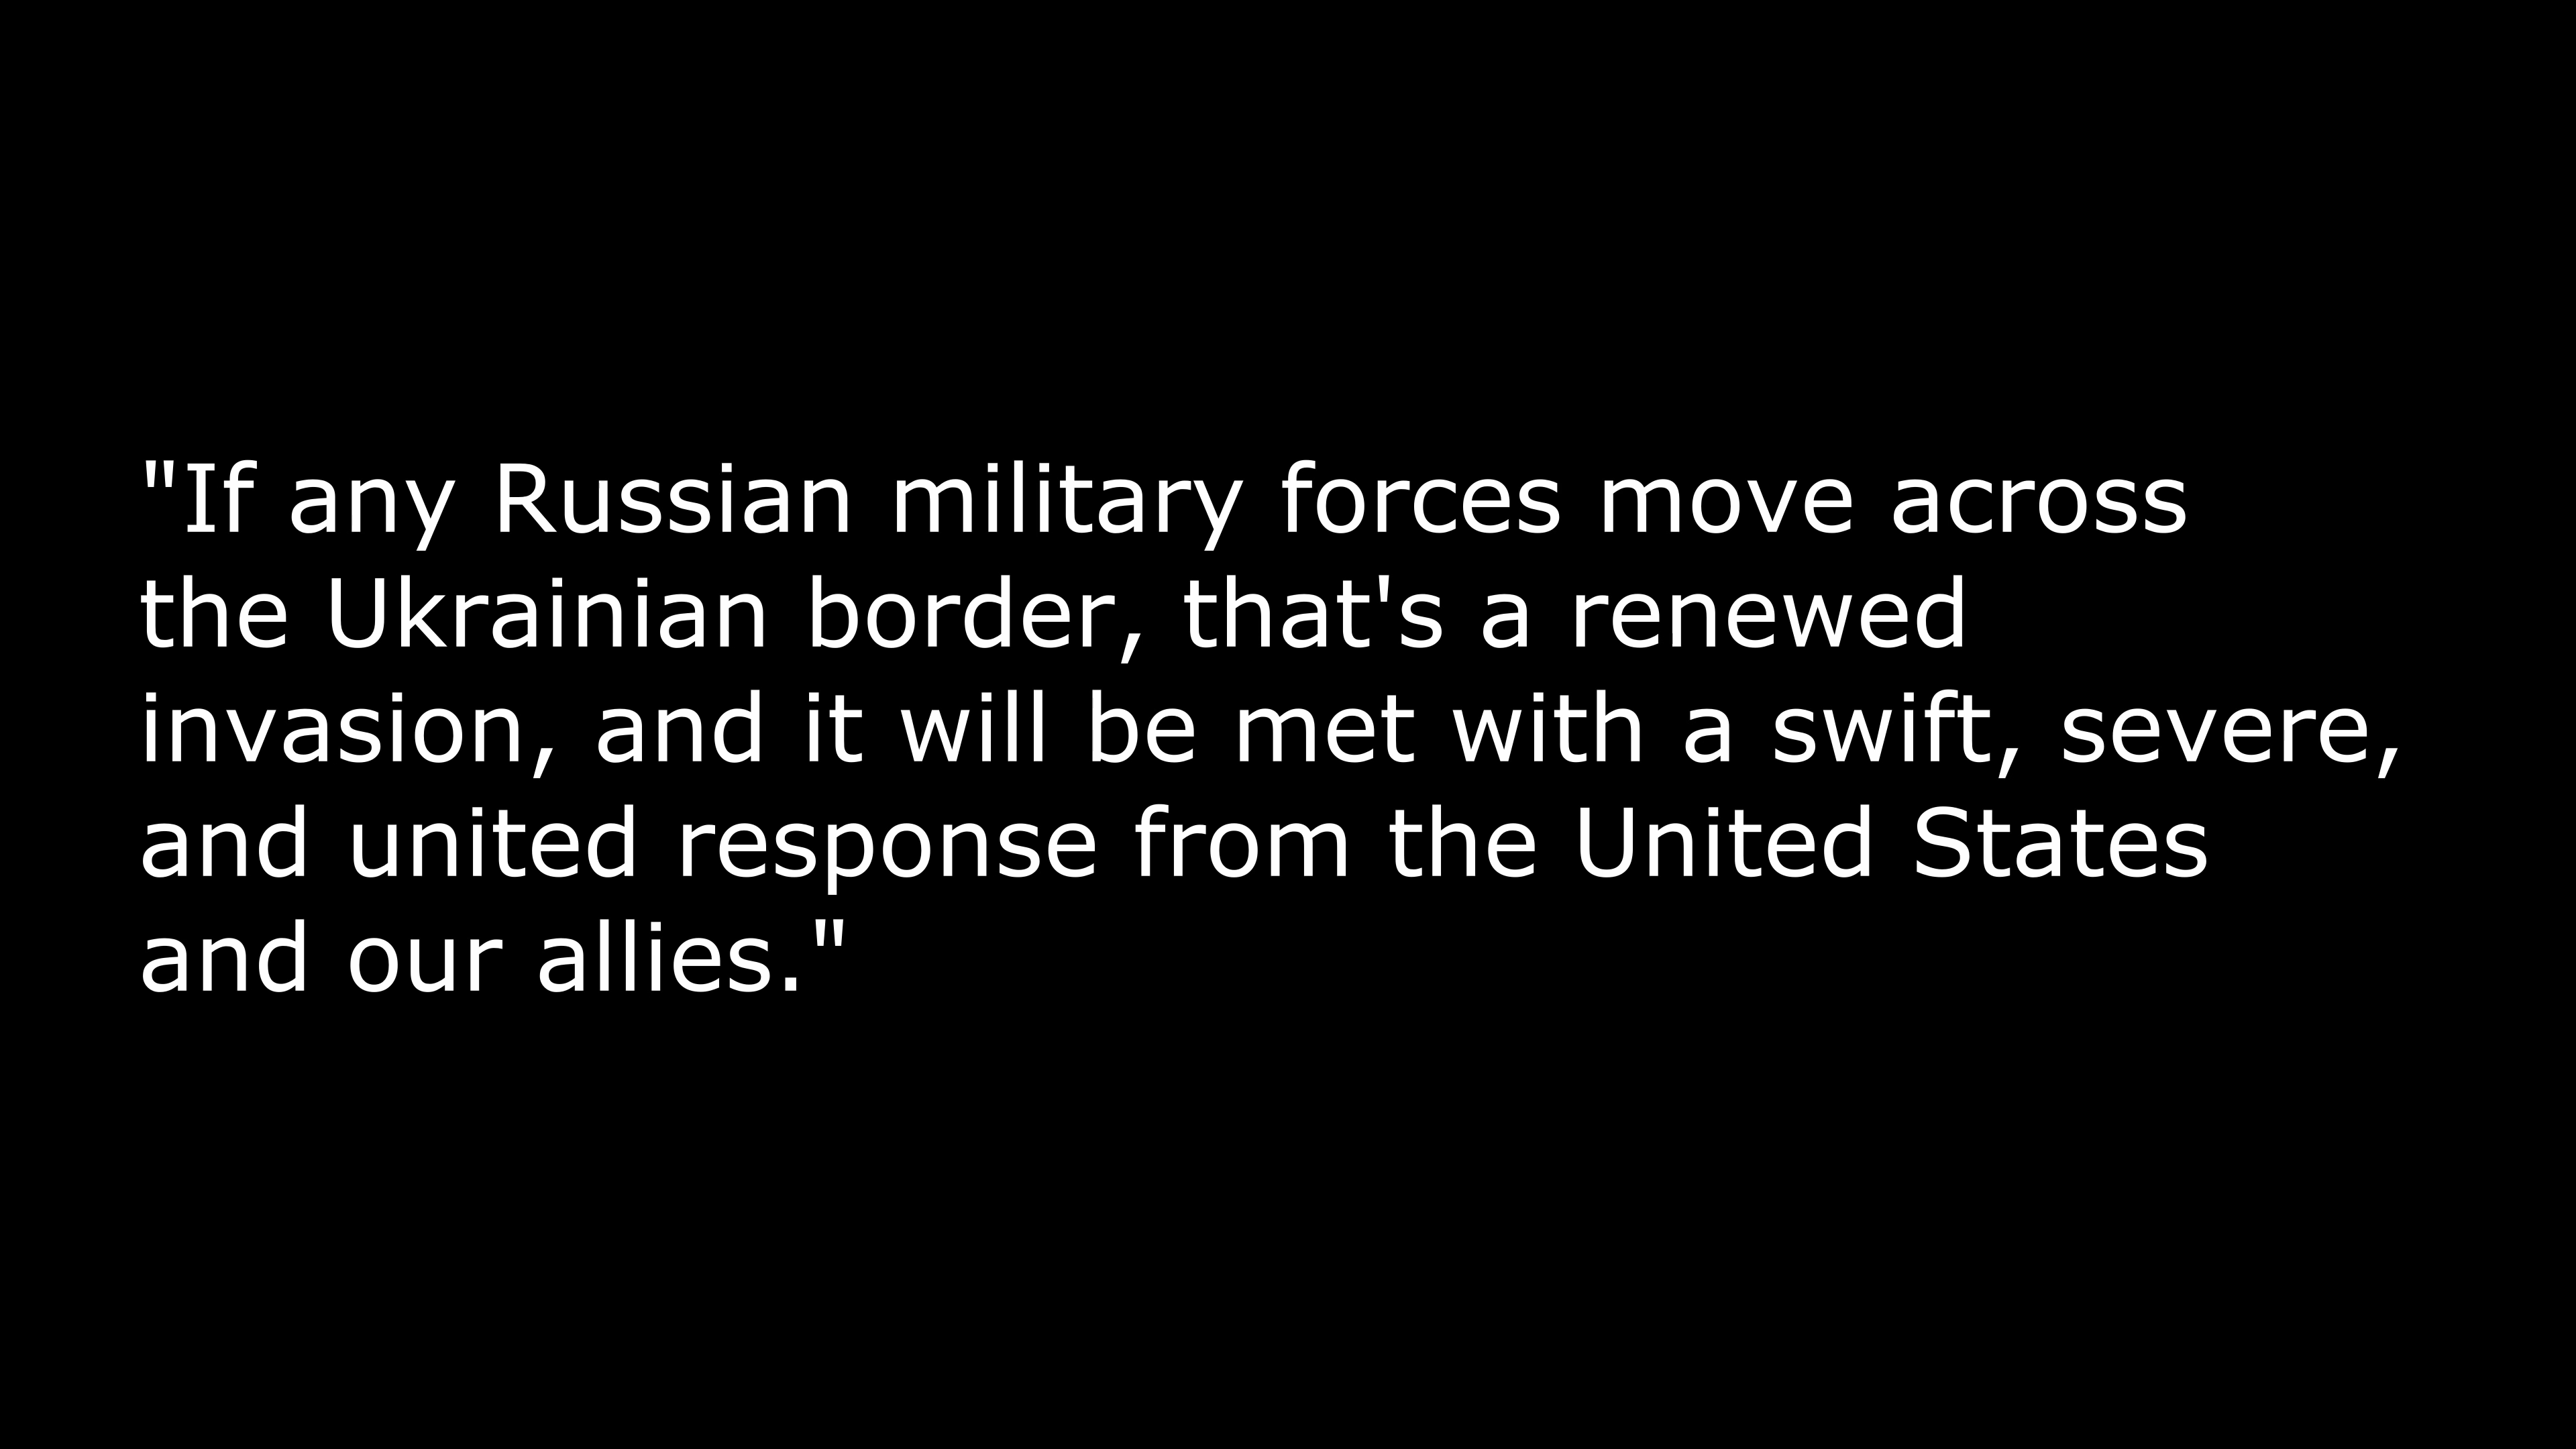 "If any Russian military forces move across
the Ukrainian border, that's a renewed
invasion, and it will be met with a swift, severe,
and united response from the United States
and our allies."